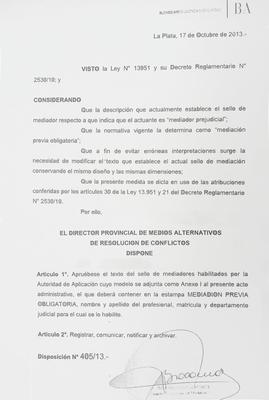 BA
La Plata, 17 de Octubre de 2013.-
VISTO la Ley N° 13951 y su Decreto Reglamentario N°
2530/10; y
CONSIDERANDO
Que la descripción que actualmente establece el sello de
mediador respecto a que indica que el actuante es “mediador prejudicial”;
Que la normativa vigente la determina como “mediación
previa obligatoria”;
Que a fin de evitar erróneas interpretaciones surge la
necesidad de modificar el texto que establece el actual sello de mediación
conservando el mismo diseño y las mismas dimensiones;
Que la presente medida se dicta en uso de las atribuciones
conferidas por los artículos 30 de la Ley 13.951 y 21 del Decreto Reglamentario
N° 2530/10.
Por ello,
EL DIRECTOR PROVINCIAL DE MEDIOS ALTERNATIVOS
DE RESOLUCION DE CONFLICTOS
DISPONE
Artículo 1°. Apruébese el texto del sello de mediadores habilitados por la
Autoridad de Aplicación cuyo modelo se adjunta como Anexo I al presente acto
administrativo, el que deberá contener en la estampa MEDIACION PREVIA
OBLIGATORIA, nombre y apellido del profesional, matrícula y departamento
judicial para el cual se lo habilite.
Artículo 2°. Registrar, comunicar, notificar y archivar.
Disposición N° 405/13.-